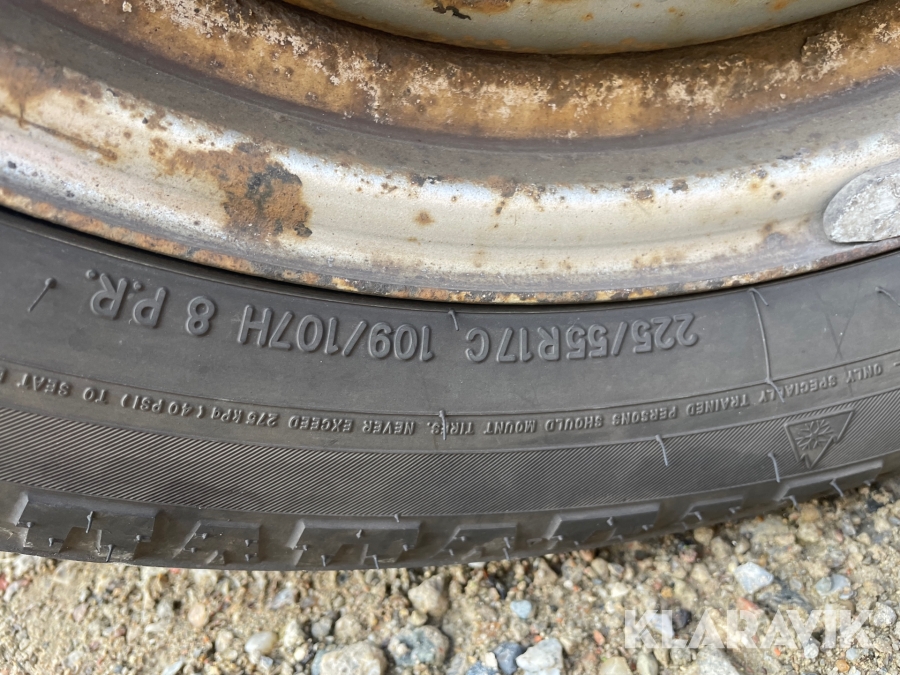 225/55R17C 109/107H 8 P.R.
ONLY SPECIALLY TRAINED PERSONS SHOULD MOUNT TIRES. NEVER EXCEED 275 KPa (40 PSI) TO SEAT
KLARAVIK